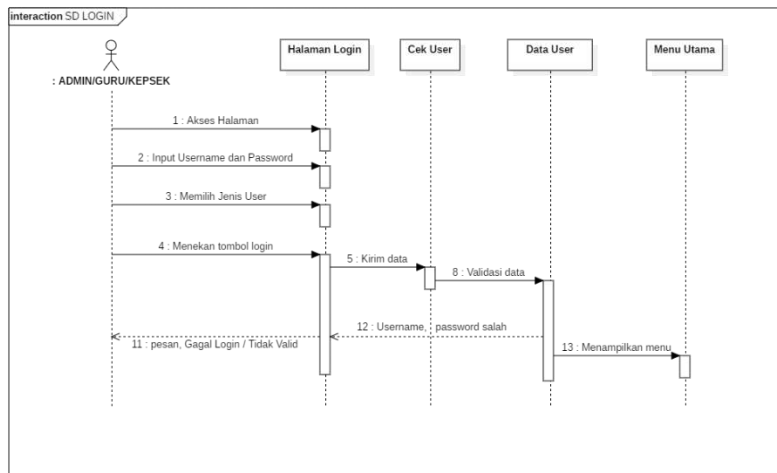 interaction SD LOGIN
: ADMIN/GURU/KEPSEK
Halaman Login
Cek User
Data User
Menu Utama
1 : Akses Halaman
2 : Input Username dan Password
3 : Memilih Jenis User
4 : Menekan tombol login
5 : Kirim data
8 : Validasi data
12 : Username, password salah
11 : pesan, Gagal Login / Tidak Valid
13 : Menampilkan menu